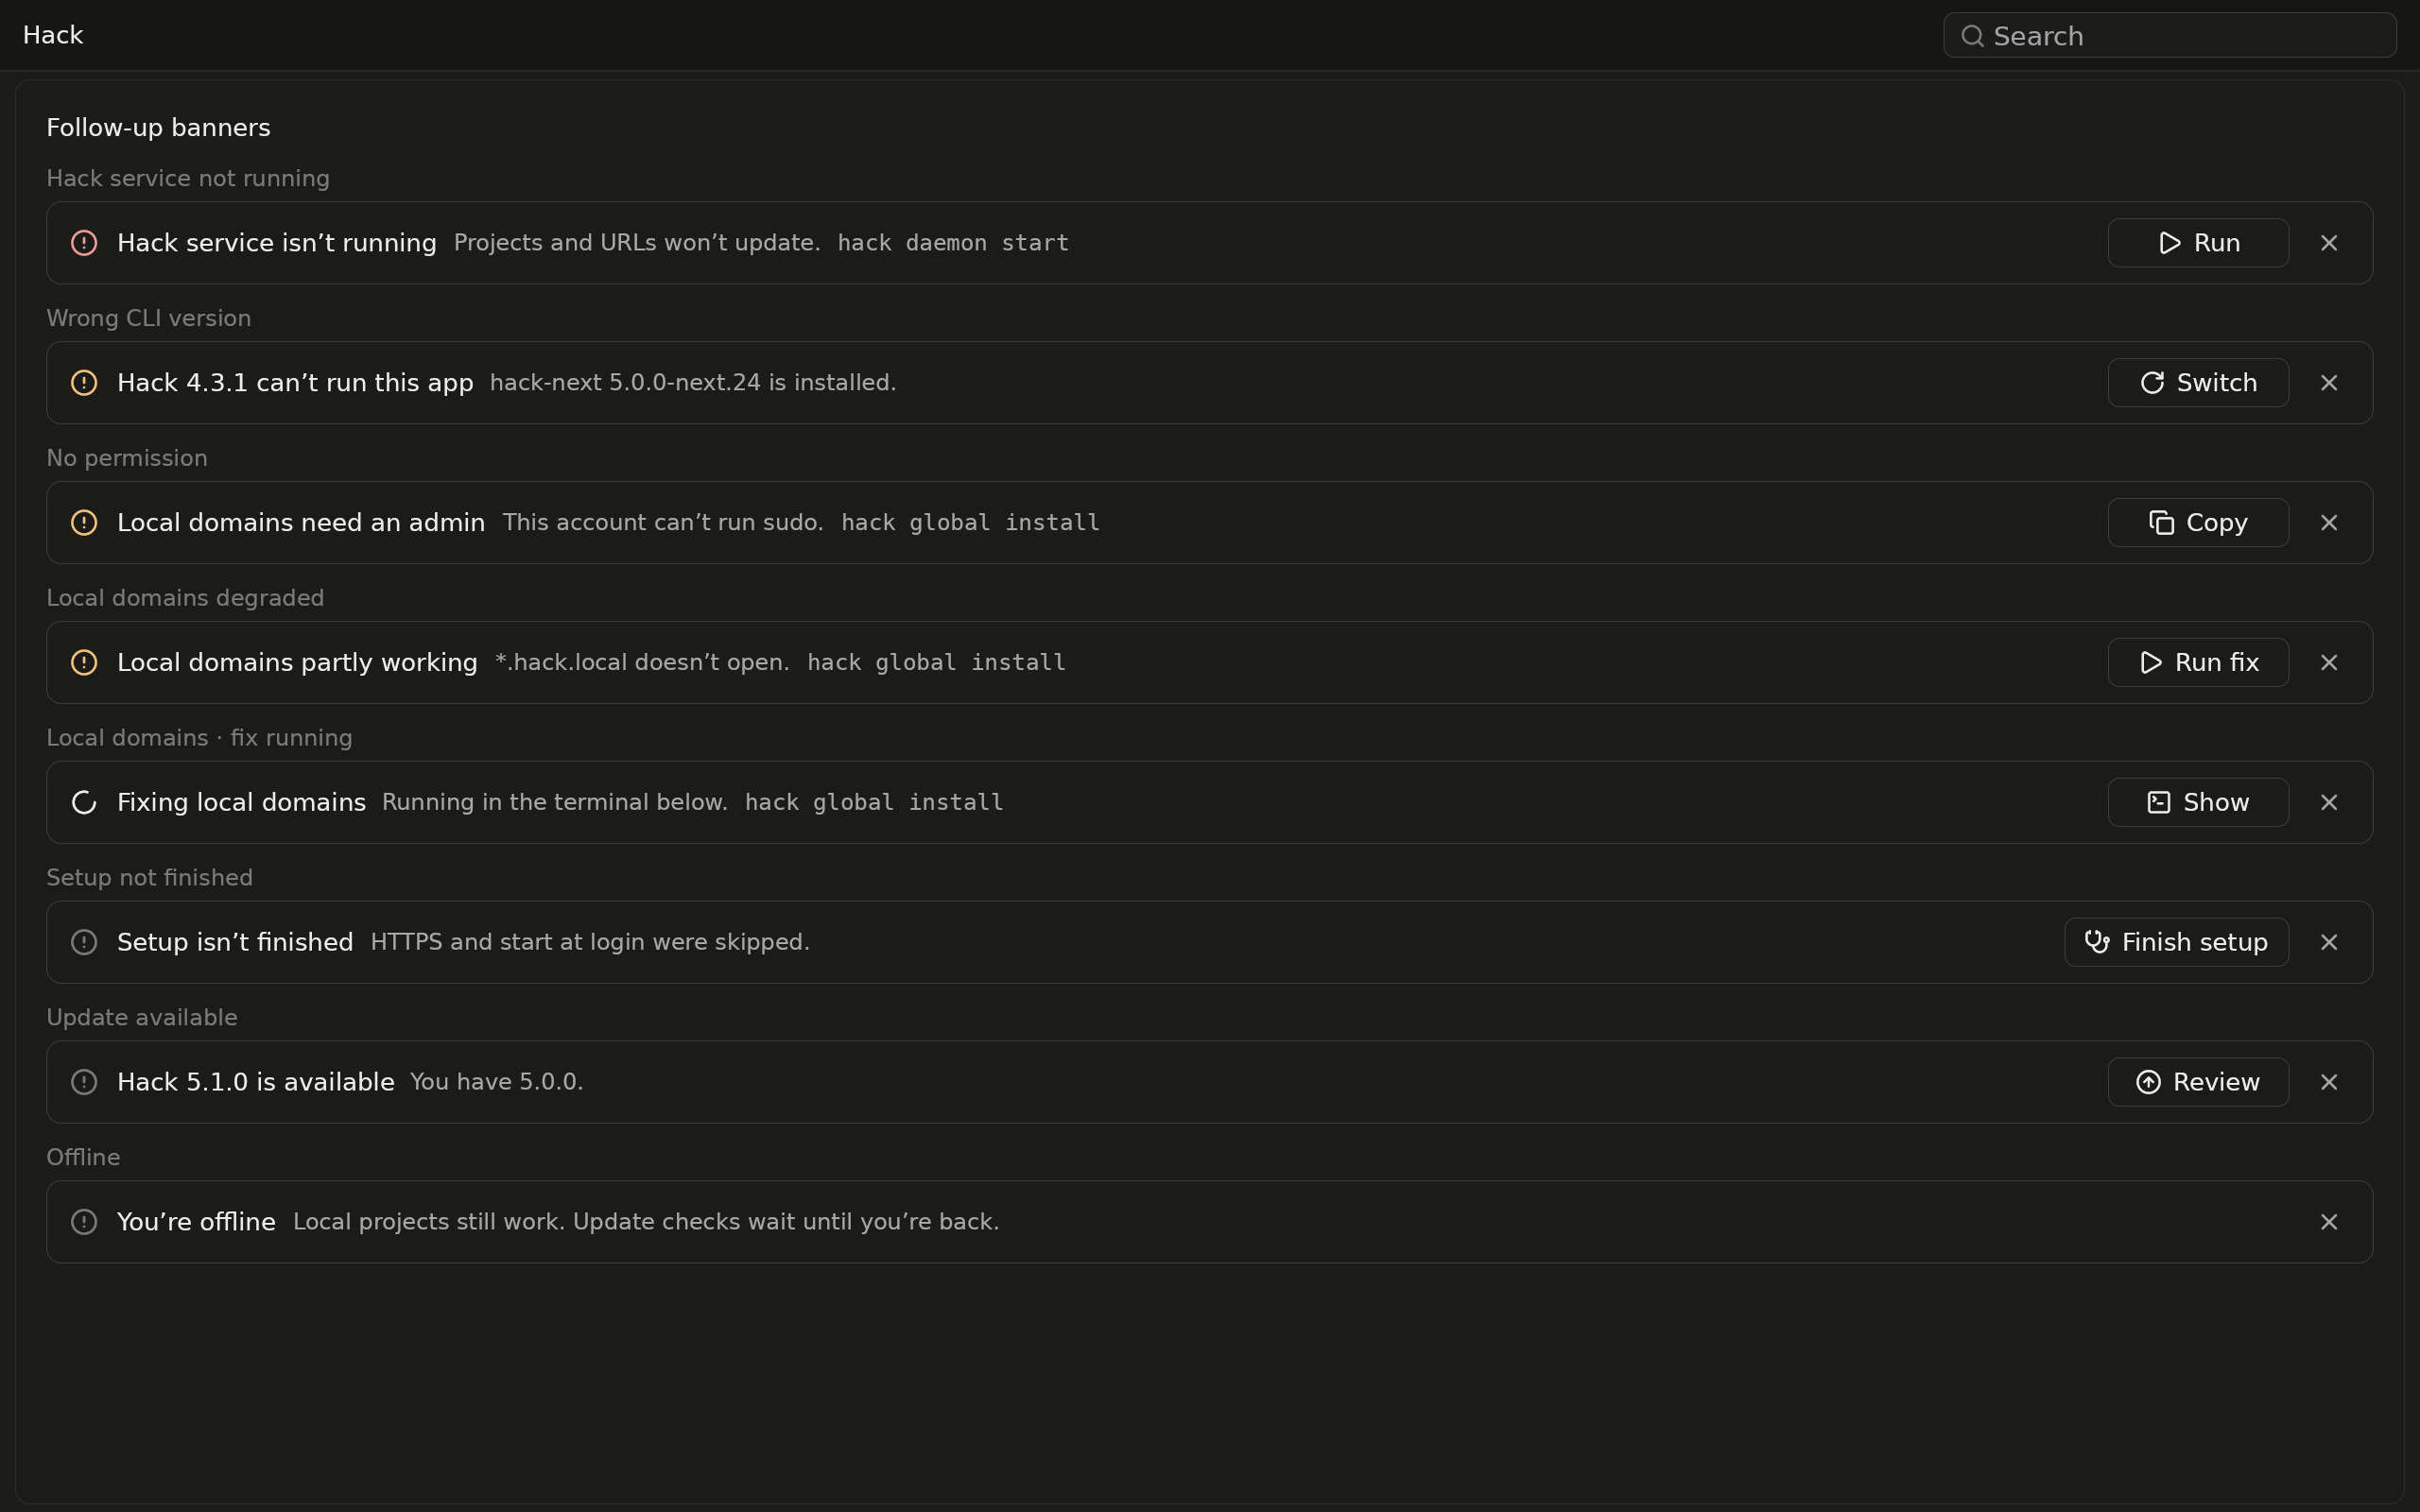 Hack
Search
Follow-up banners
Hack service not running
Hack service isn’t running Projects and URLs won’t update. hack daemon start Run
Wrong CLI version
Hack 4.3.1 can’t run this app hack-next 5.0.0-next.24 is installed. Switch
No permission
Local domains need an admin This account can’t run sudo. hack global install Copy
Local domains degraded
Local domains partly working *.hack.local doesn’t open. hack global install Run fix
Local domains · fix running
Fixing local domains Running in the terminal below. hack global install Show
Setup not finished
Setup isn’t finished HTTPS and start at login were skipped. Finish setup
Update available
Hack 5.1.0 is available You have 5.0.0. Review
Offline
You’re offline Local projects still work. Update checks wait until you’re back.